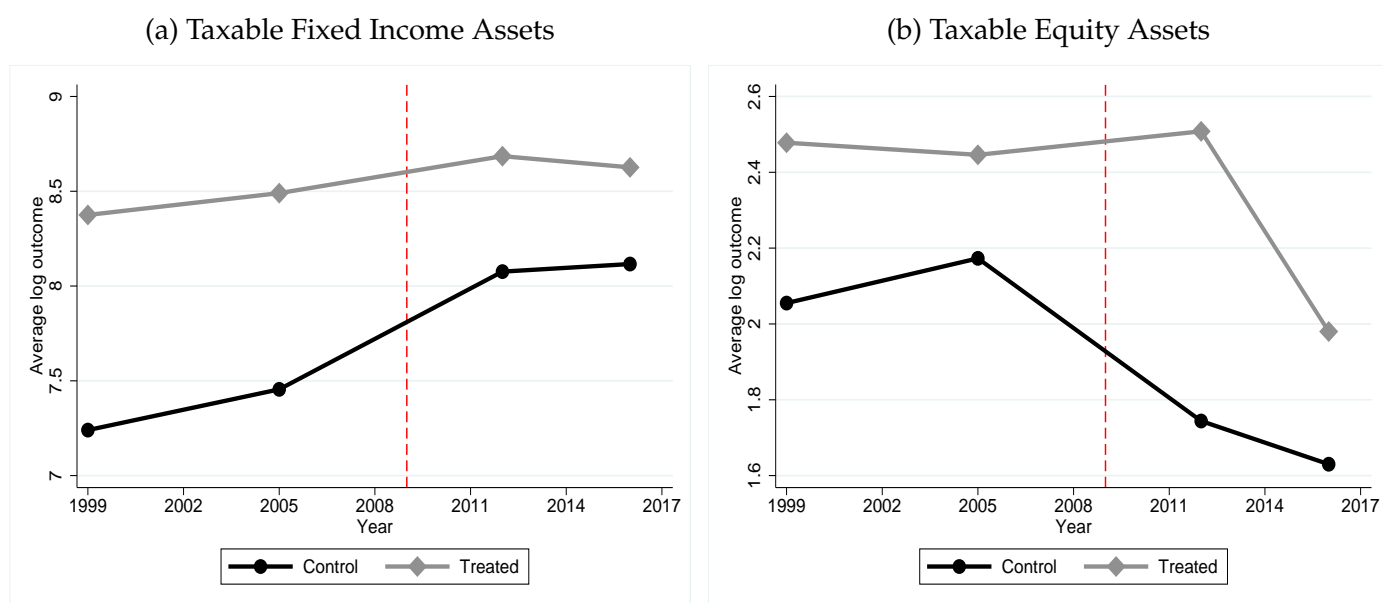 (a) Taxable Fixed Income Assets
Average log outcome
9
8.5
8
7.5
7
1999 2002 2005 2008 2011 2014 2017
Year
Control Treated
(b) Taxable Equity Assets
Average log outcome
2.6
2.4
2.2
2
1.8
1.6
1999 2002 2005 2008 2011 2014 2017
Year
Control Treated